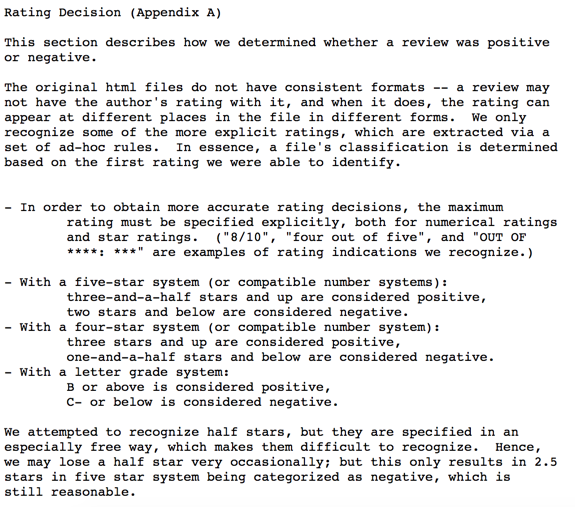 Rating Decision (Appendix A)
This section describes how we determined whether a review was positive
or negative.
The original html files do not have consistent formats -- a review may
not have the author's rating with it, and when it does, the rating can
appear at different places in the file in different forms.  We only
recognize some of the more explicit ratings, which are extracted via a
set of ad-hoc rules.  In essence, a file's classification is determined
based on the first rating we were able to identify.
- In order to obtain more accurate rating decisions, the maximum
rating must be specified explicitly, both for numerical ratings
and star ratings.  ("8/10", "four out of five", and "OUT OF
****: ***" are examples of rating indications we recognize.)
- With a five-star system (or compatible number systems):
three-and-a-half stars and up are considered positive,
two stars and below are considered negative.
- With a four-star system (or compatible number system):
three stars and up are considered positive,
one-and-a-half stars and below are considered negative.
- With a letter grade system:
B or above is considered positive,
C- or below is considered negative.
We attempted to recognize half stars, but they are specified in an
especially free way, which makes them difficult to recognize.  Hence,
we may lose a half star very occasionally; but this only results in 2.5
stars in five star system being categorized as negative, which is
still reasonable.